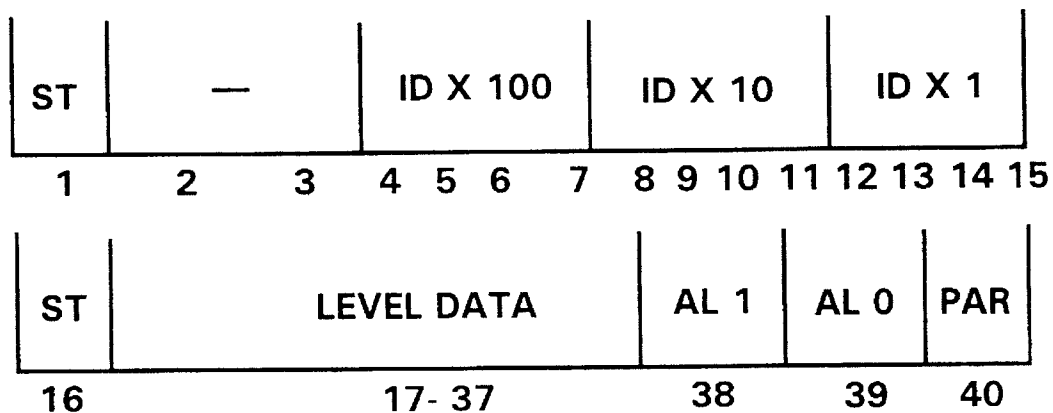 ST — ID X 100 ID X 10 ID X 1
1 2 3 4 5 6 7 8 9 10 11 12 13 14 15
ST LEVEL DATA AL 1 AL 0 PAR
16 17- 37 38 39 40